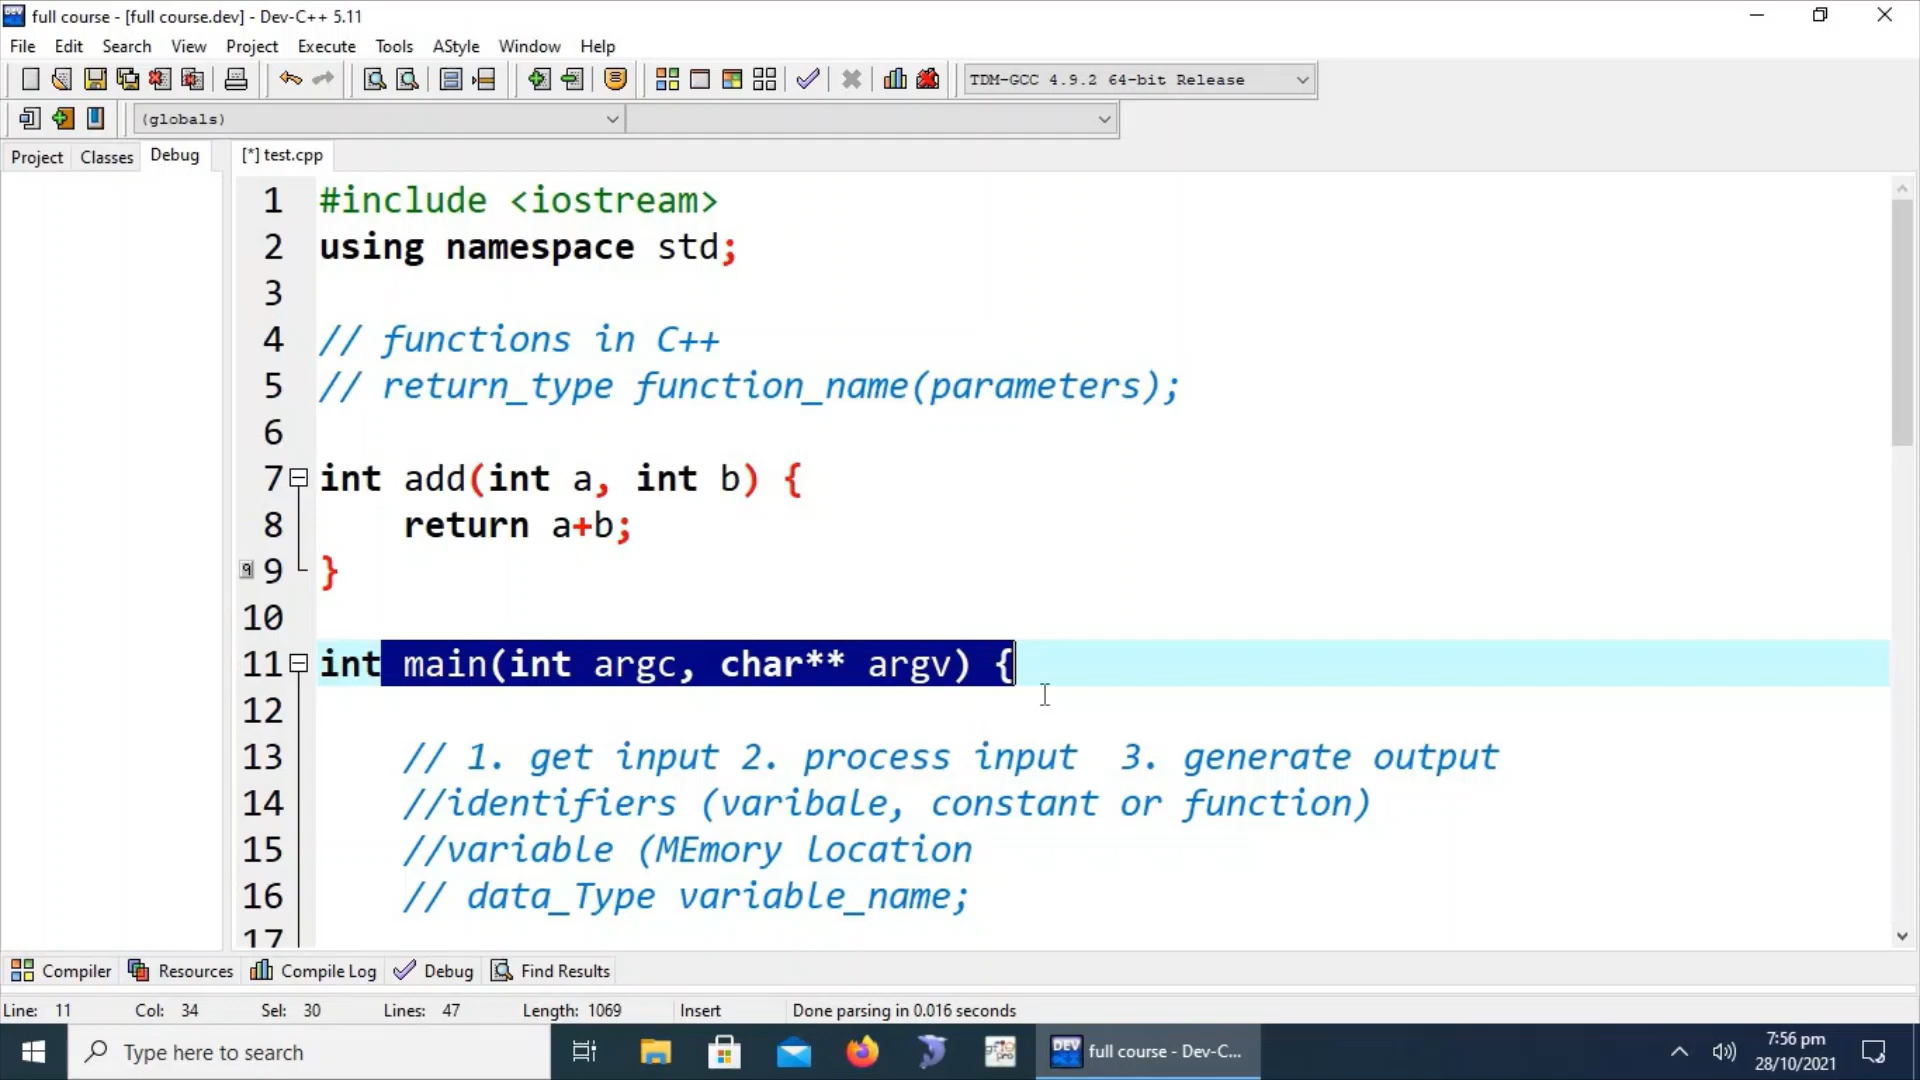 full course - [full course.dev] - Dev-C++ 5.11
File Edit Search View Project Execute Tools AStyle Window Help
TDM-GCC 4.9.2 64-bit Release
(globals)
Project Classes Debug [*] test.cpp
1 #include <iostream>
2 using namespace std;
3
4 // functions in C++
5 // return_type function_name(parameters);
6
7 int add(int a, int b) {
8 return a+b;
9 }
10
11 int main(int argc, char** argv) {
12
13 // 1. get input 2. process input 3. generate output
14 //identifiers (varibale, constant or function)
15 //variable (MEmory Location
16 // data_Type variable_name;
17
Compiler Resources Compile Log Debug Find Results
Line: 11 Col: 34 Sel: 30 Lines: 47 Length: 1069 Insert Done parsing in 0.016 seconds
Type here to search
DEV full course - Dev-C...
7:56 pm
28/10/2021